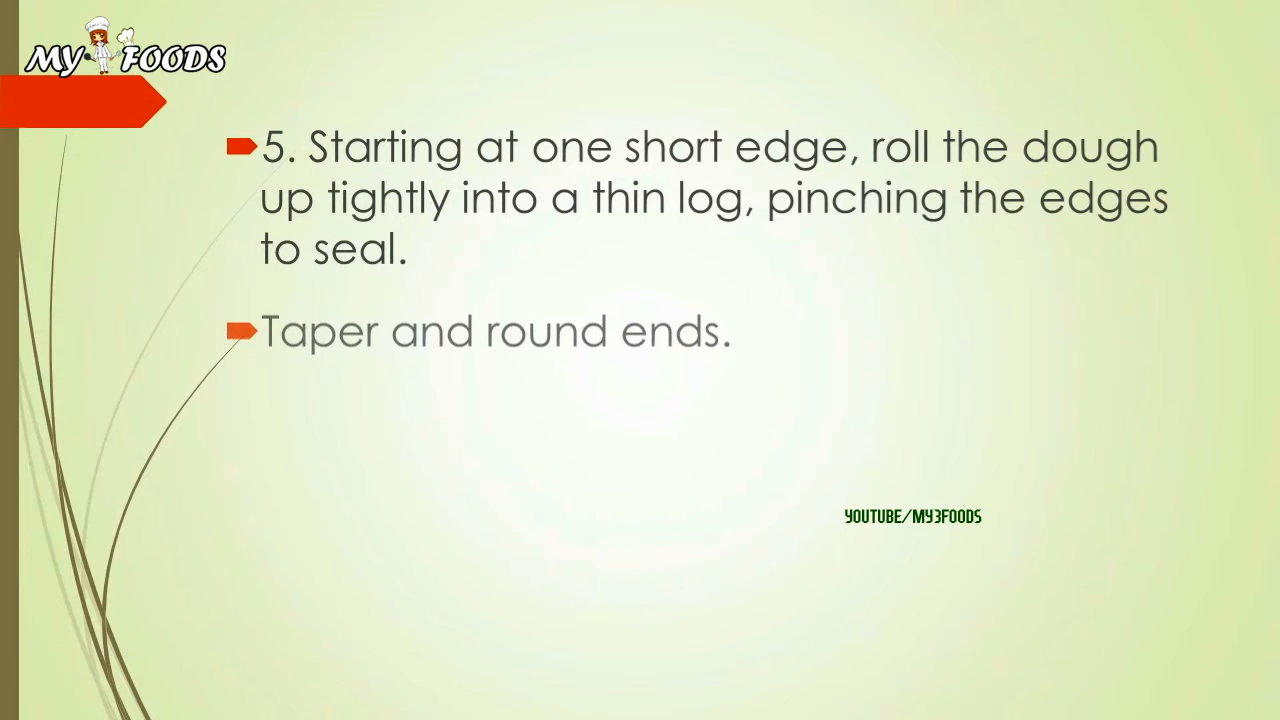 MY FOODS
5. Starting at one short edge, roll the dough
up tightly into a thin log, pinching the edges
to seal.
Taper and round ends.
YOUTUBE/MY3FOODS